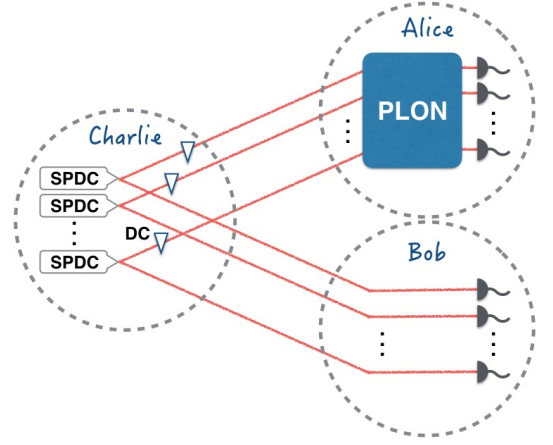 Alice
PLON
Charlie
SPDC
SPDC
DC
SPDC
Bob